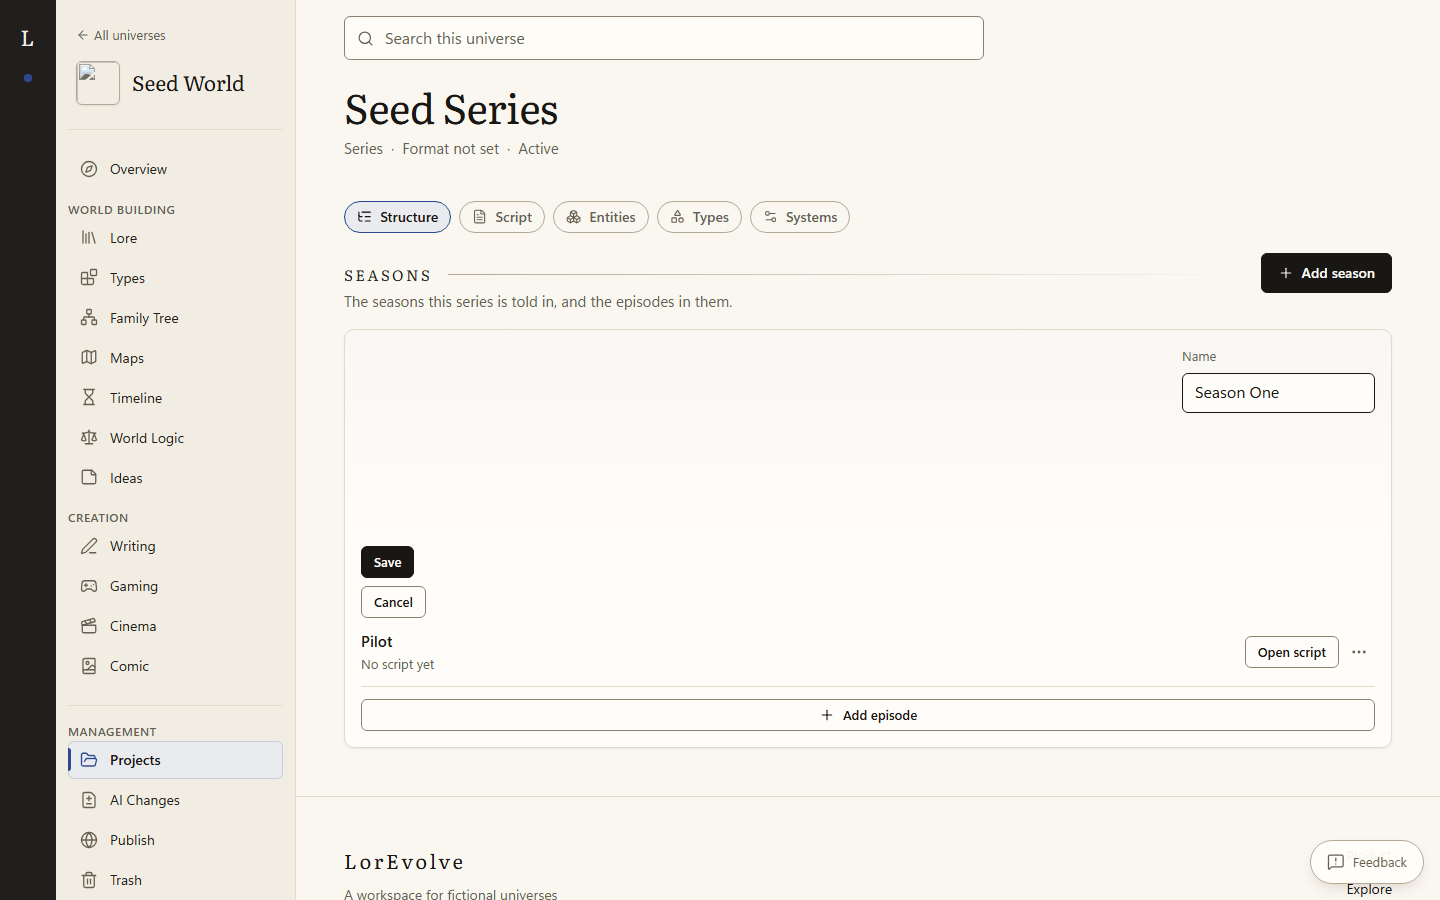 L
All universes
Seed World
Overview
WORLD BUILDING
Lore
Types
Family Tree
Maps
Timeline
World Logic
Ideas
CREATION
Writing
Gaming
Cinema
Comic
MANAGEMENT
Projects
AI Changes
Publish
Trash
Search this universe
Seed Series
Series · Format not set · Active
Structure
Script
Entities
Types
Systems
SEASONS
Add season
The seasons this series is told in, and the episodes in them.
Name
Season One
Save
Cancel
Pilot
No script yet
Open script
Add episode
LorEvolve
A workspace for fictional universes
Feedback
Explore